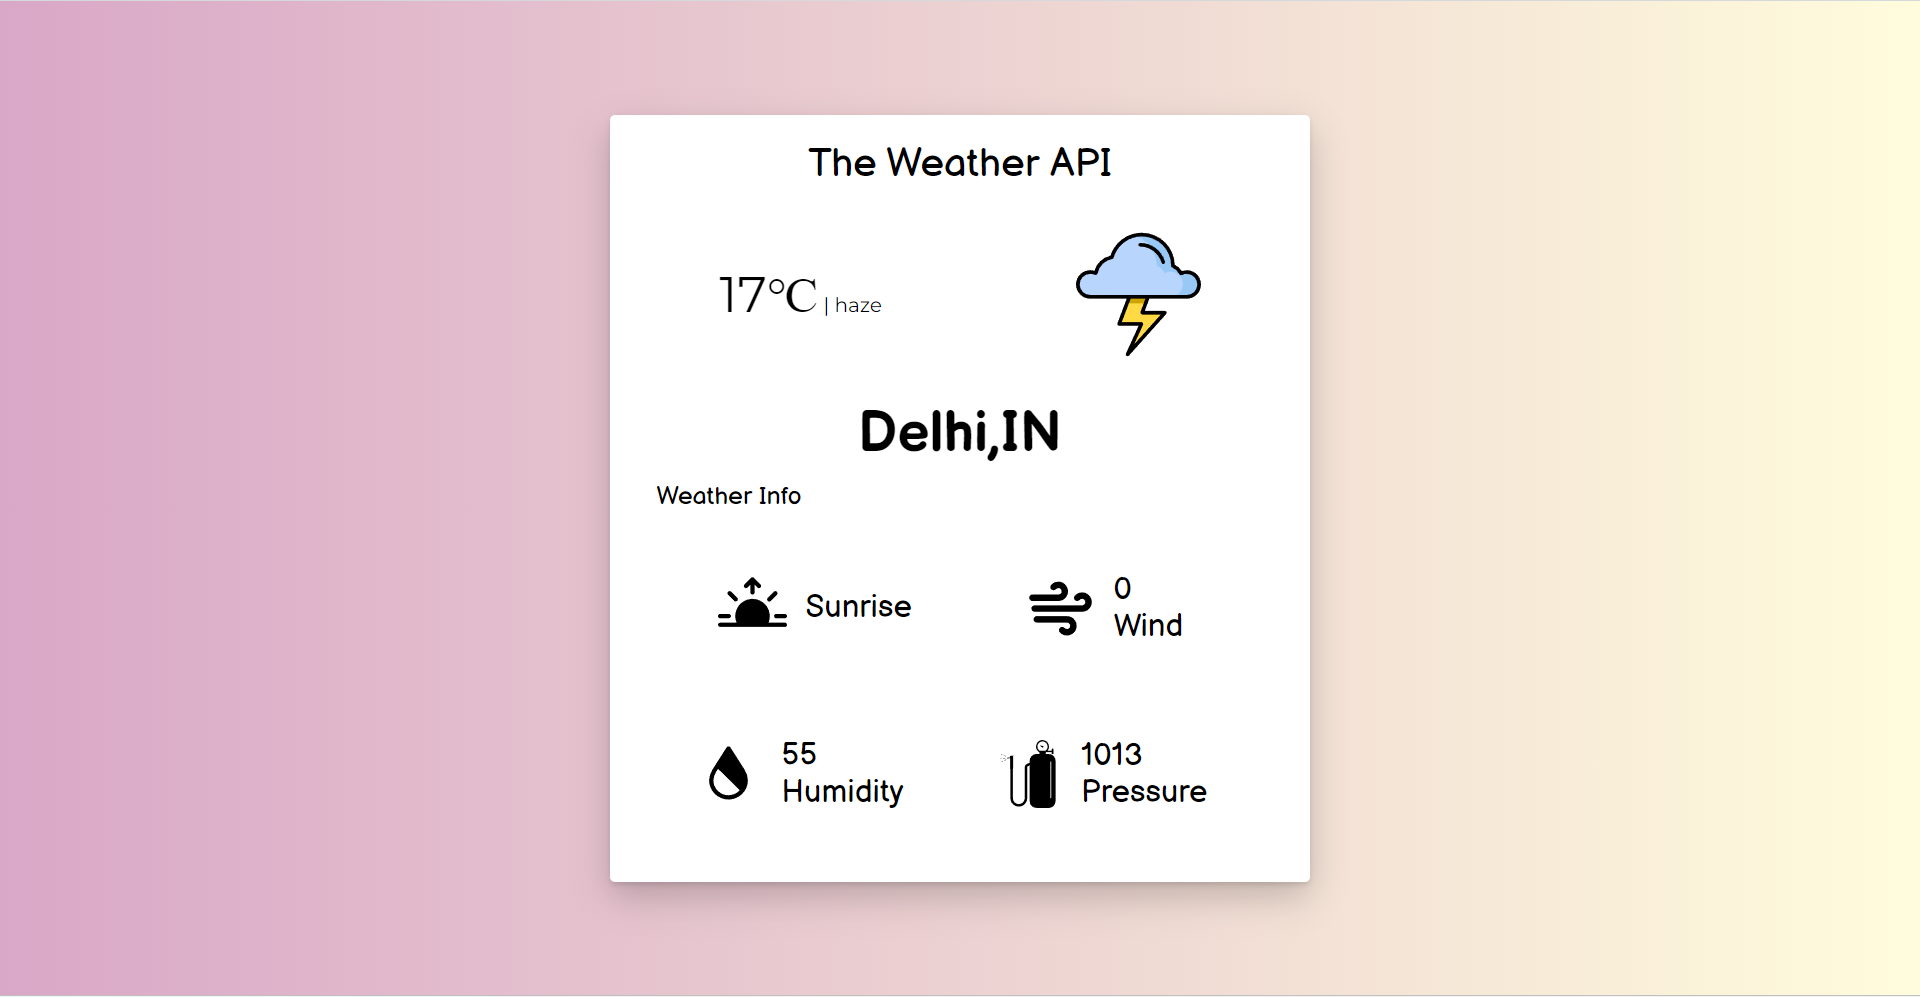 The Weather API
17°C | haze
Delhi,IN
Weather Info
Sunrise
0
Wind
55
Humidity
1013
Pressure